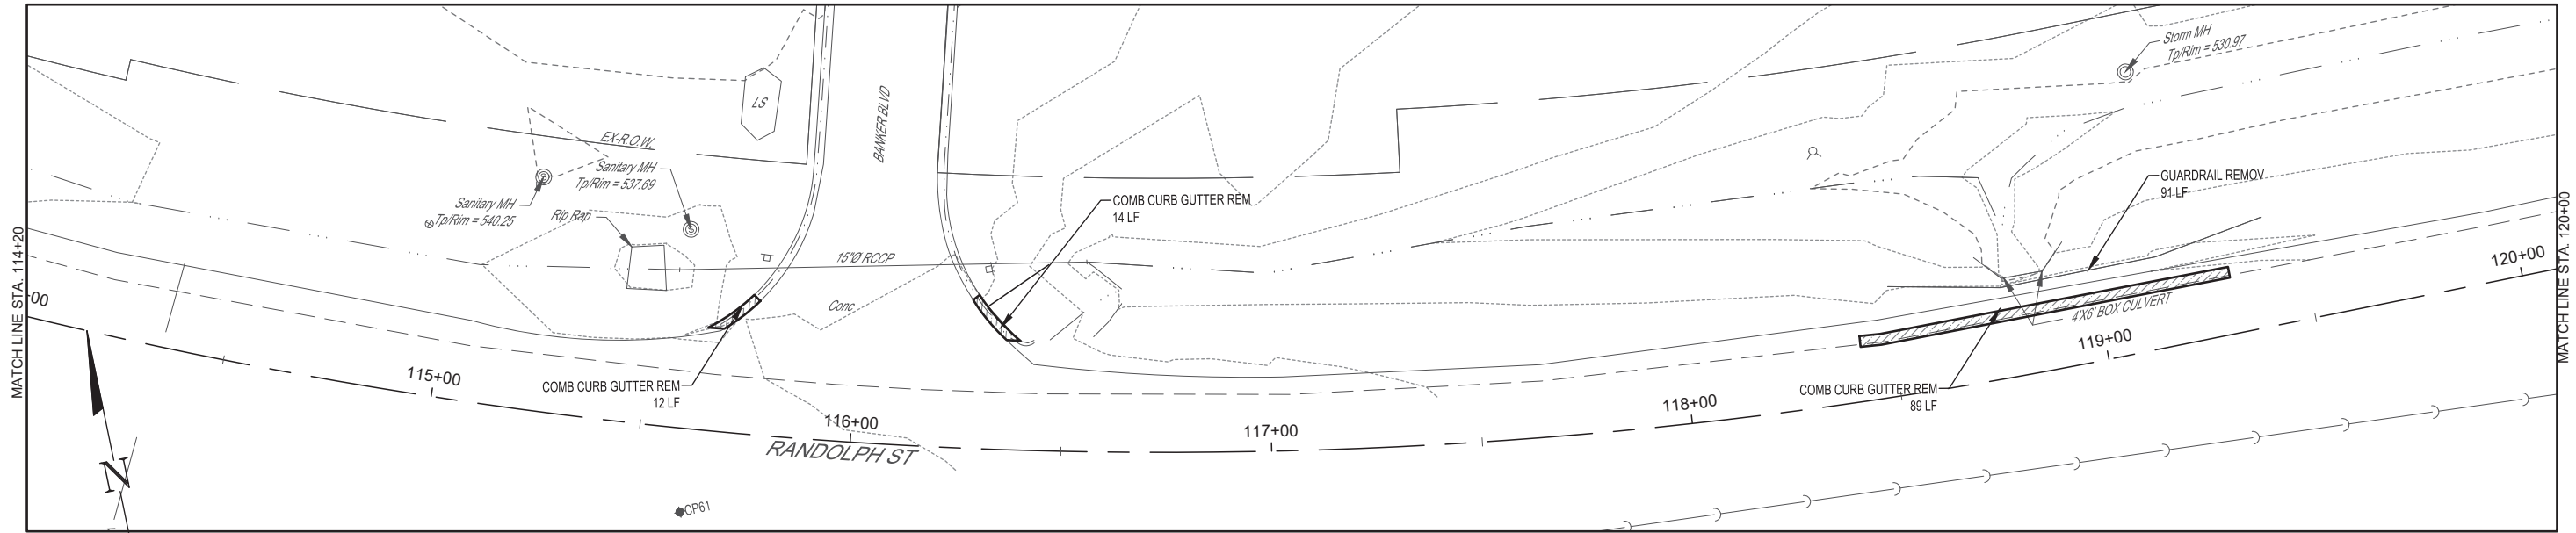 MATCH LINE STA. 114+20
00
EX-R.O.W.
LS
BANKER BLVD
Storm MH
Tp/Rim = 530.97
Sanitary MH
Tp/Rim = 537.69
Sanitary MH
Tp/Rim = 540.25
Rip Rap
15"Ø RCCP
Conc
COMB CURB GUTTER REM
14 LF
GUARDRAIL REMOV
91 LF
4'X6' BOX CULVERT
COMB CURB GUTTER REM
12 LF
COMB CURB GUTTER REM
89 LF
115+00
116+00
117+00
118+00
119+00
120+00
RANDOLPH ST
N
CP61
MATCH LINE STA. 120+00